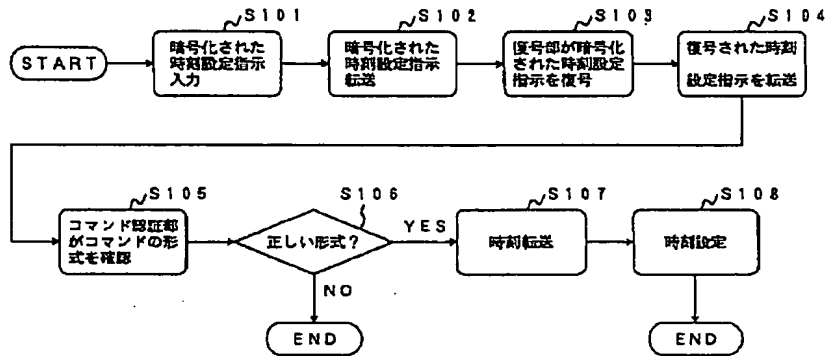 S101
S102
S103
S104
START
暗号化された
時刻設定指示
入力
暗号化された
時刻設定指示
転送
復号部が暗号化
された時刻設定
指示を復号
復号された時刻
設定指示を転送
S105
S106
S107
S108
コマンド認証部
がコマンドの形
式を確認
正しい形式？
YES
時刻転送
時刻設定
NO
END
END